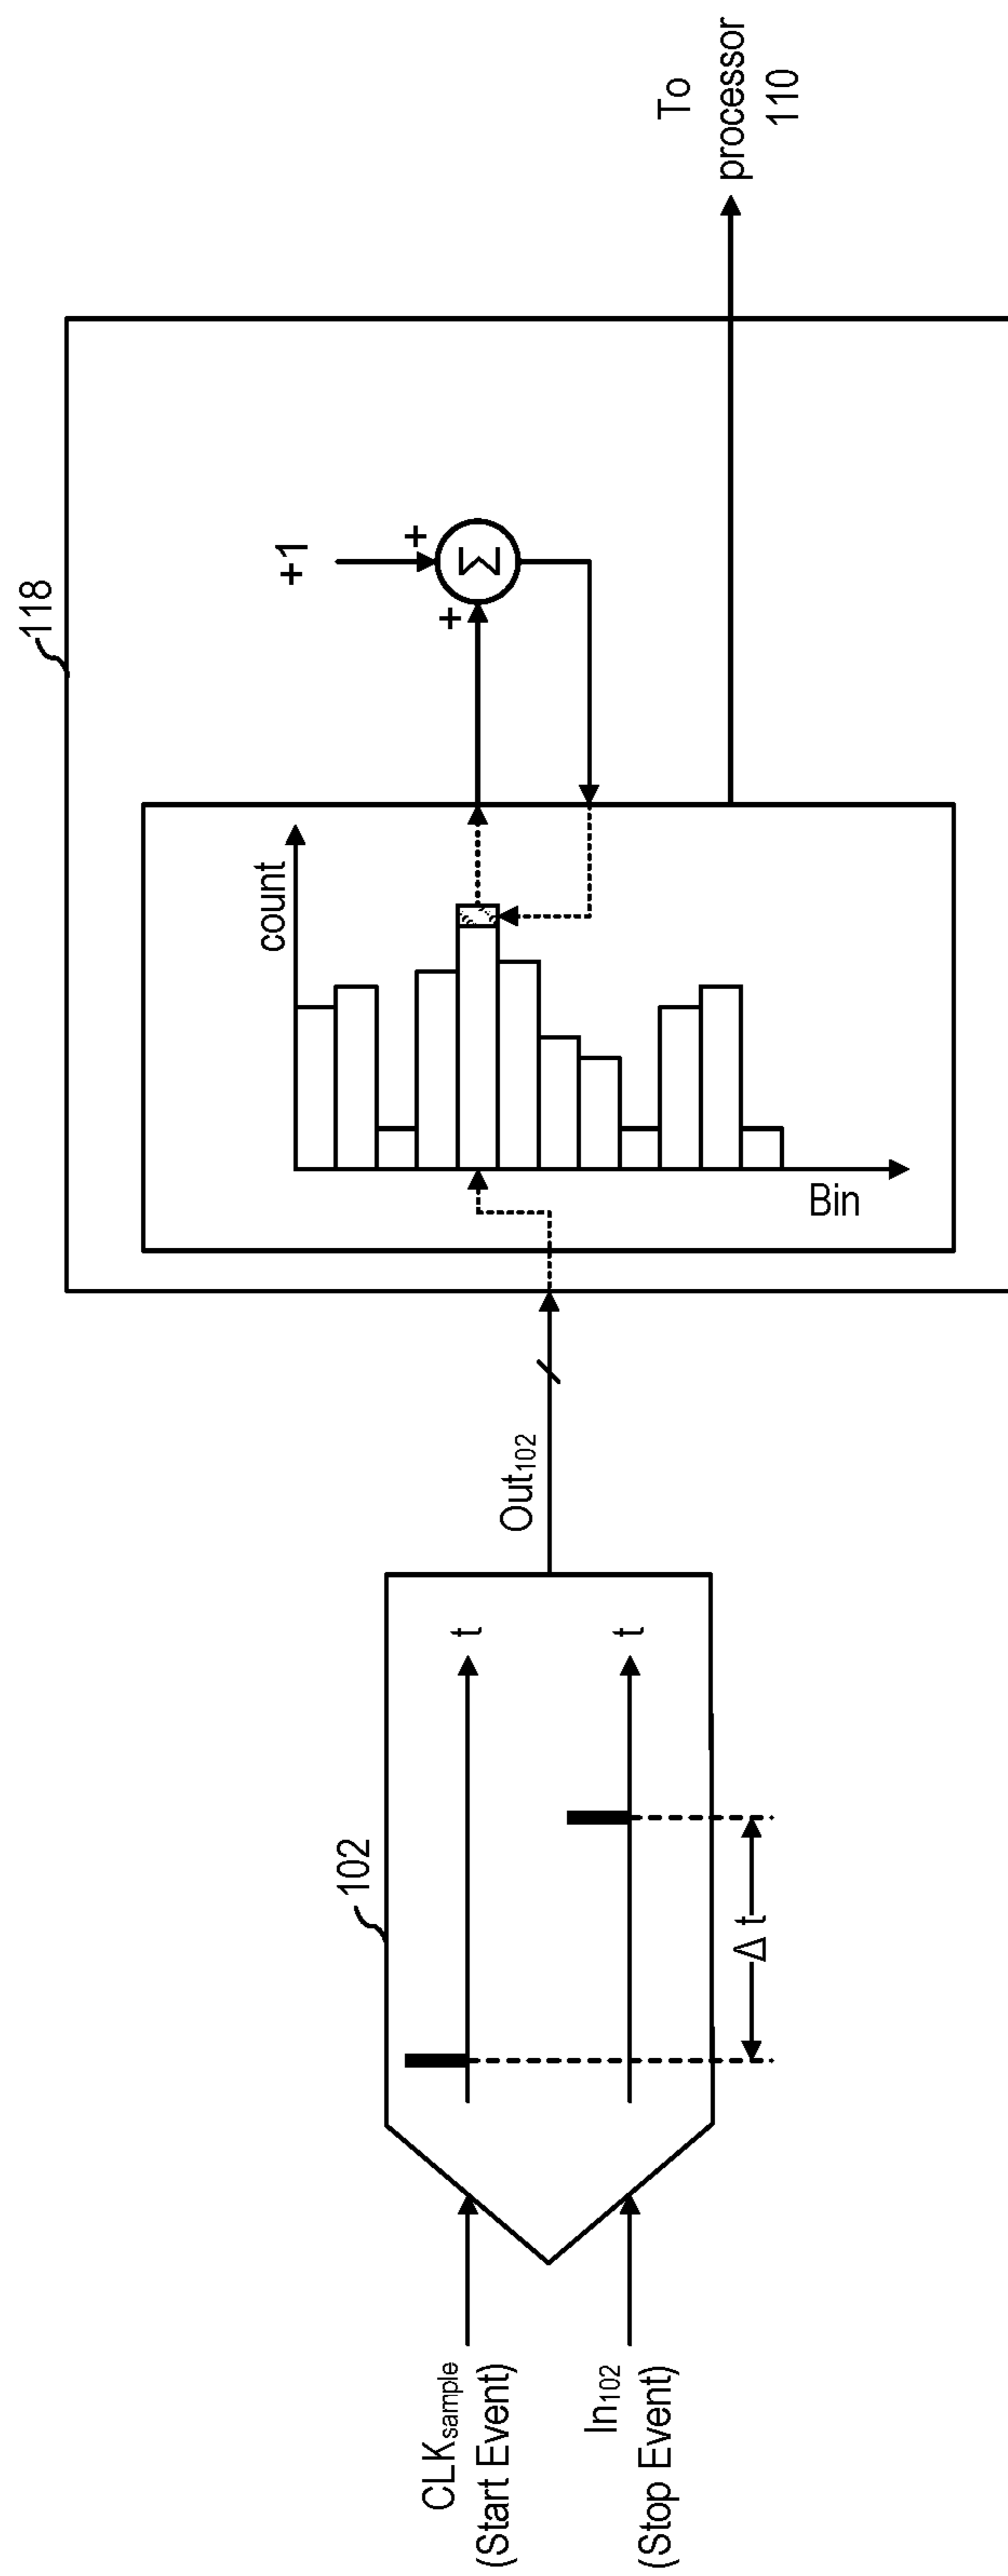 CLKsample
(Start Event)
In102
(Stop Event)
102
t
t
Δ t
Out102
118
count
Bin
+1
+
+
Σ
To
processor
110